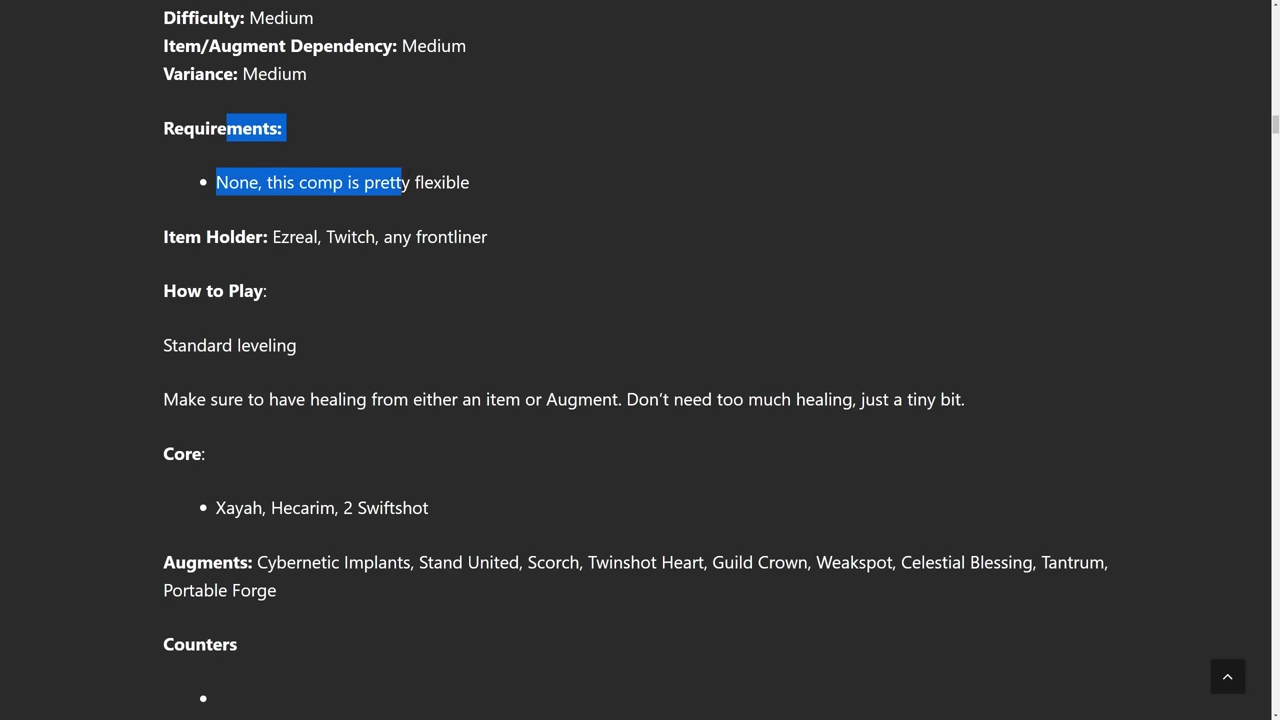 Difficulty: Medium
Item/Augment Dependency: Medium
Variance: Medium
Requirements:
None, this comp is pretty flexible
Item Holder: Ezreal, Twitch, any frontliner
How to Play:
Standard leveling
Make sure to have healing from either an item or Augment. Don’t need too much healing, just a tiny bit.
Core:
Xayah, Hecarim, 2 Swiftshot
Augments: Cybernetic Implants, Stand United, Scorch, Twinshot Heart, Guild Crown, Weakspot, Celestial Blessing, Tantrum,
Portable Forge
Counters